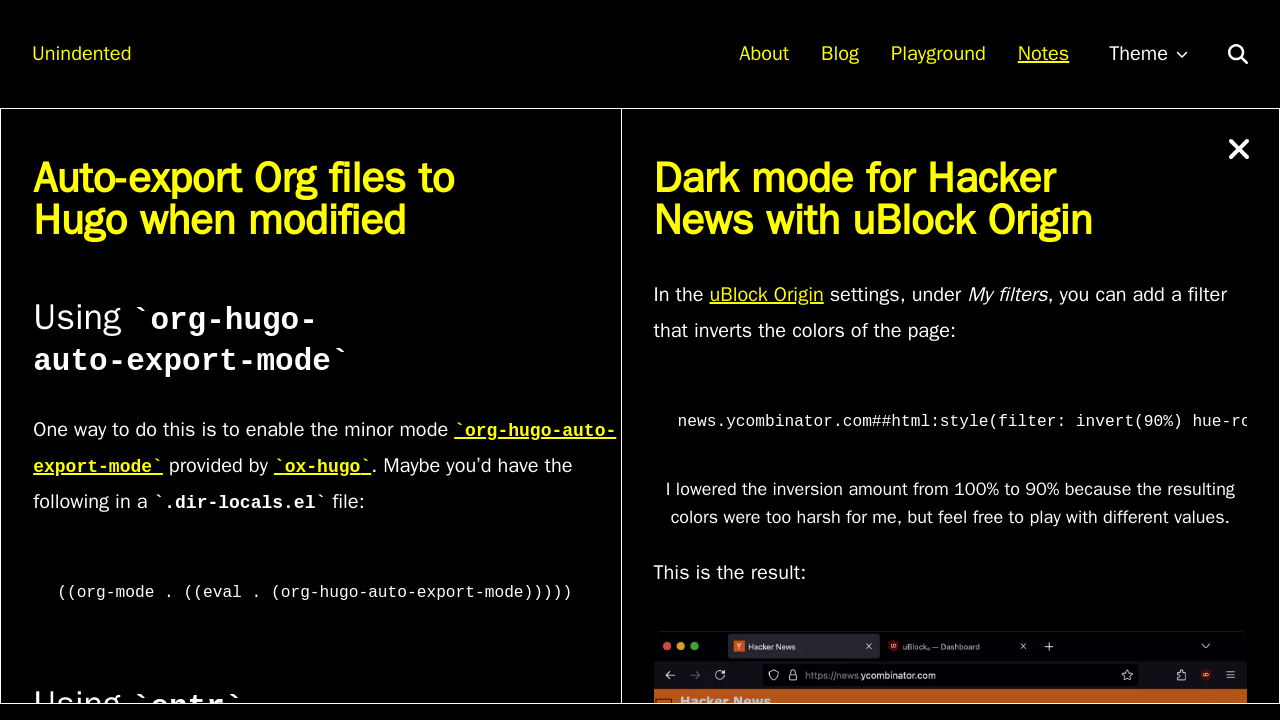 Unindented
About
Blog
Playground
Notes
Theme
Auto-export Org files to
Hugo when modified
Using `org-hugo-
auto-export-mode`
One way to do this is to enable the minor mode `org-hugo-auto-
export-mode` provided by `ox-hugo`. Maybe you’d have the
following in a `.dir-locals.el` file:
((org-mode . ((eval . (org-hugo-auto-export-mode)))))
Using `entr`
Dark mode for Hacker
News with uBlock Origin
In the uBlock Origin settings, under My filters, you can add a filter
that inverts the colors of the page:
news.ycombinator.com##html:style(filter: invert(90%) hue-ro
I lowered the inversion amount from 100% to 90% because the resulting
colors were too harsh for me, but feel free to play with different values.
This is the result:
Hacker News
uBlock₀ — Dashboard
https://news.ycombinator.com
Hacker News